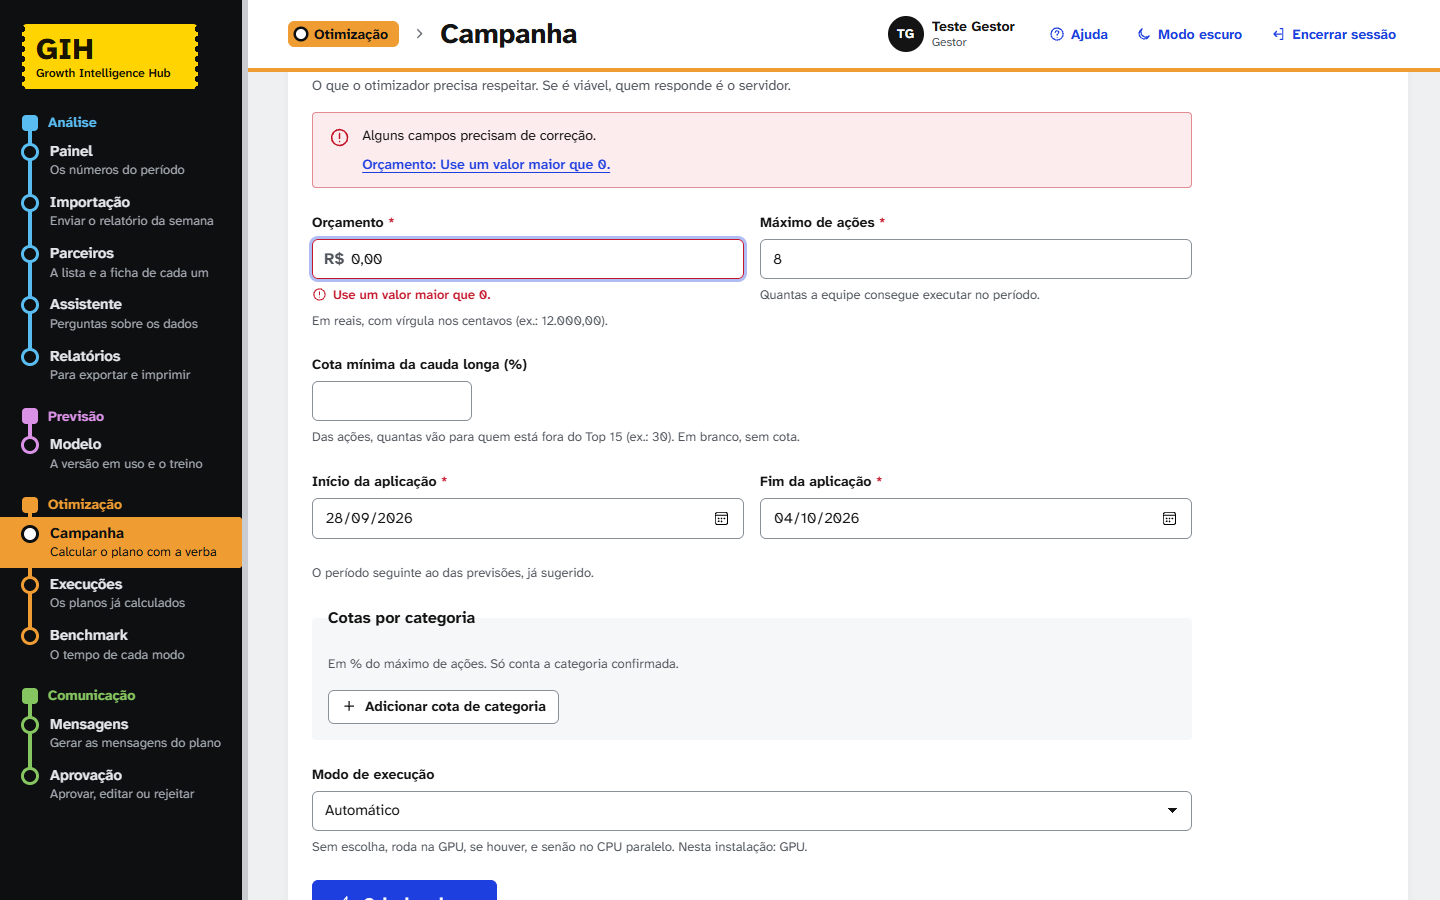 GIH
Growth Intelligence Hub
Análise
Painel
Os números do período
Importação
Enviar o relatório da semana
Parceiros
A lista e a ficha de cada um
Assistente
Perguntas sobre os dados
Relatórios
Para exportar e imprimir
Previsão
Modelo
A versão em uso e o treino
Otimização
Campanha
Calcular o plano com a verba
Execuções
Os planos já calculados
Benchmark
O tempo de cada modo
Comunicação
Mensagens
Gerar as mensagens do plano
Aprovação
Aprovar, editar ou rejeitar
Otimização
Campanha
TG
Teste Gestor
Gestor
Ajuda
Modo escuro
Encerrar sessão
O que o otimizador precisa respeitar. Se é viável, quem responde é o servidor.
Alguns campos precisam de correção.
Orçamento: Use um valor maior que 0.
Orçamento *
R$ 0,00
Use um valor maior que 0.
Em reais, com vírgula nos centavos (ex.: 12.000,00).
Máximo de ações *
8
Quantas a equipe consegue executar no período.
Cota mínima da cauda longa (%)
Das ações, quantas vão para quem está fora do Top 15 (ex.: 30). Em branco, sem cota.
Início da aplicação *
28/09/2026
Fim da aplicação *
04/10/2026
O período seguinte ao das previsões, já sugerido.
Cotas por categoria
Em % do máximo de ações. Só conta a categoria confirmada.
Adicionar cota de categoria
Modo de execução
Automático
Sem escolha, roda na GPU, se houver, e senão no CPU paralelo. Nesta instalação: GPU.